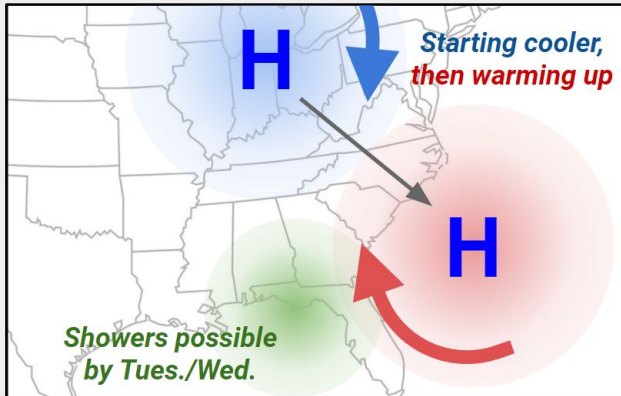 H
Starting cooler,
then warming up
H
Showers possible
by Tues./Wed.